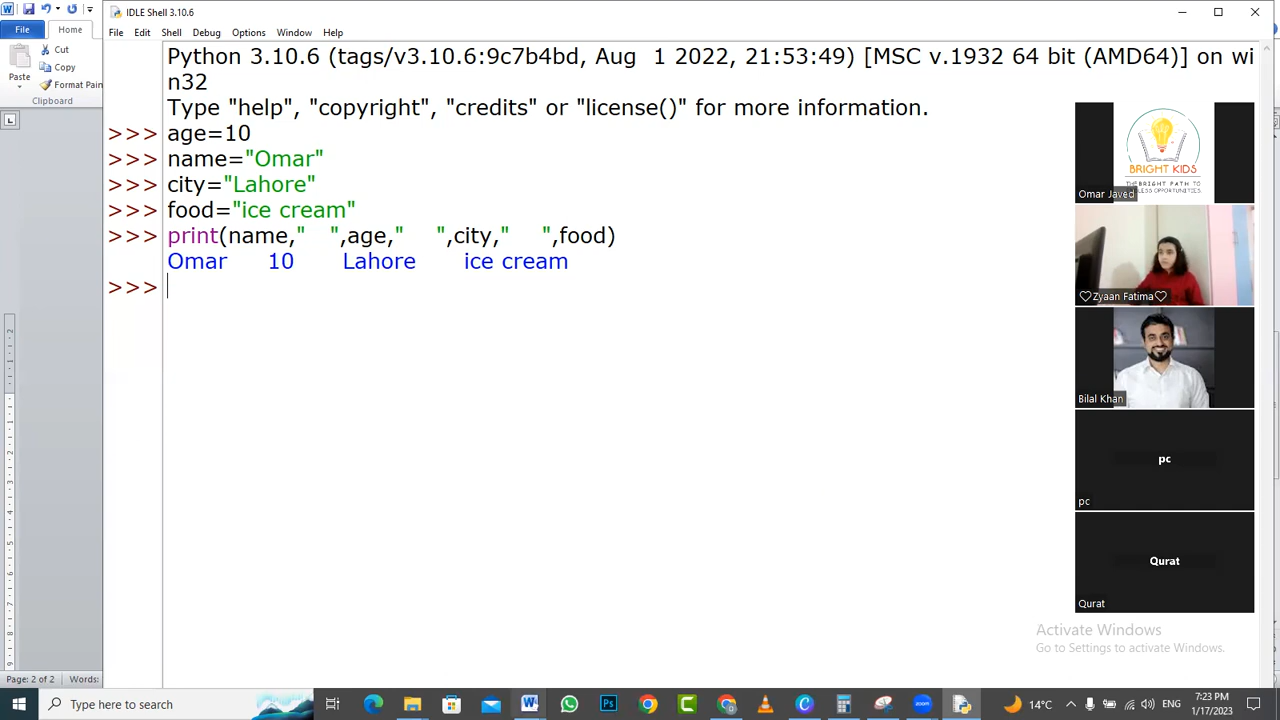 IDLE Shell 3.10.6
File Home
File Edit Shell Debug Options Window Help
Cut
Copy
Format Pain
Paste
Clipboard
Python 3.10.6 (tags/v3.10.6:9c7b4bd, Aug  1 2022, 21:53:49) [MSC v.1932 64 bit (AMD64)] on wi
n32
Type "help", "copyright", "credits" or "license()" for more information.
>>> age=10
>>> name="Omar"
>>> city="Lahore"
>>> food="ice cream"
>>> print(name,"   ",age,"    ",city,"    ",food)
Omar     10      Lahore      ice cream
>>>
BRIGHT KIDS
THE BRIGHT PATH TO
Omar Javed
♡Zyaan Fatima♡
Bilal Khan
pc
pc
Qurat
Qurat
Activate Windows
Go to Settings to activate Windows.
Page: 2 of 2 Words:
Type here to search
14°C
ENG
7:23 PM
1/17/2023